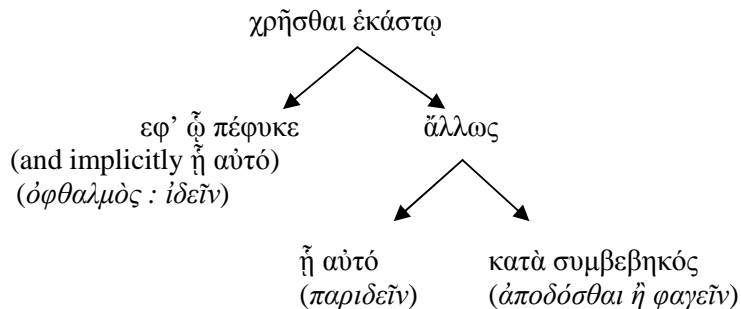 χρῆσθαι ἑκάστῳ
εφ’ ᾧ πέφυκε ἄλλως
(and implicitly ᾗ αὐτό)
(ὀφθαλμὸς : ἰδεῖν)
ᾗ αὐτό κατὰ συμβεβηκός
(παριδεῖν) (ἀποδόσθαι ἢ φαγεῖν)